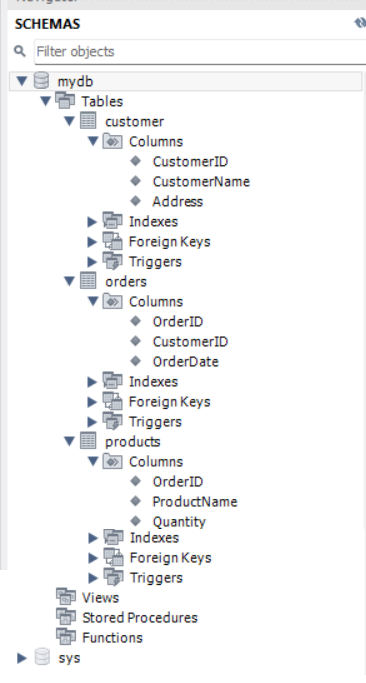 SCHEMAS
Filter objects
mydb
Tables
customer
Columns
CustomerID
CustomerName
Address
Indexes
Foreign Keys
Triggers
orders
Columns
OrderID
CustomerID
OrderDate
Indexes
Foreign Keys
Triggers
products
Columns
OrderID
ProductName
Quantity
Indexes
Foreign Keys
Triggers
Views
Stored Procedures
Functions
sys